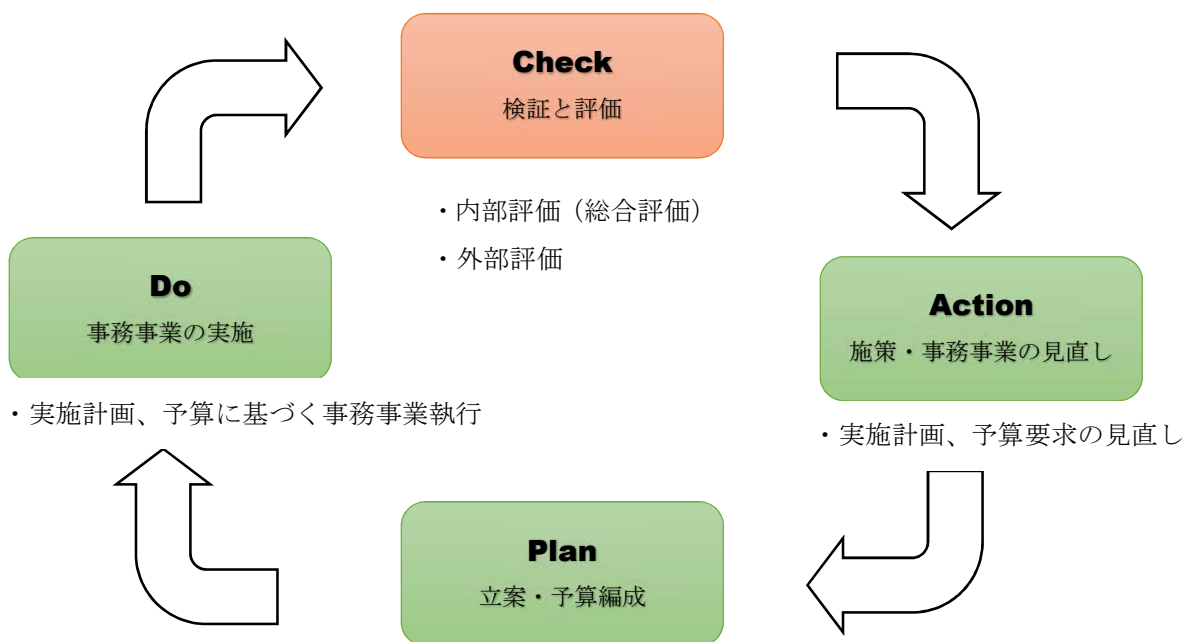 Check
検証と評価
・内部評価（総合評価）
・外部評価
Do
事務事業の実施
・実施計画、予算に基づく事務事業執行
Action
施策・事務事業の見直し
・実施計画、予算要求の見直し
Plan
立案・予算編成